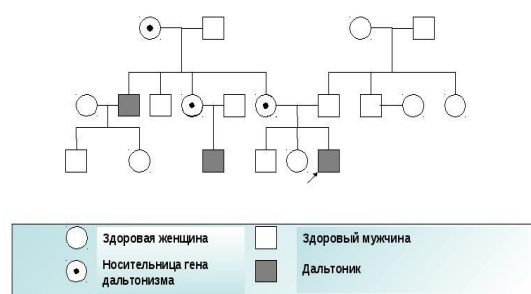 Здоровая женщина
Здоровый мужчина
Носительница гена
дальтонизма
Дальтоник